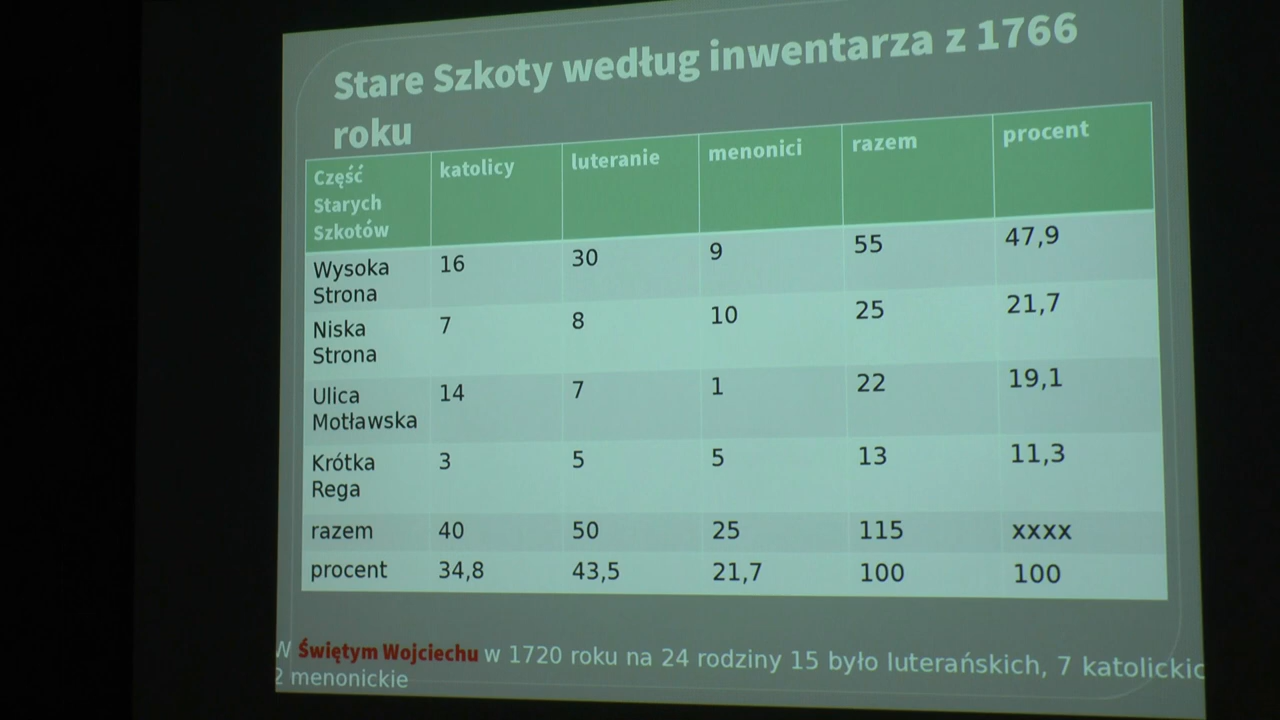 Stare Szkoty według inwentarza z 1766
roku
Część Starych Szkotów katolicy luteranie menonici razem procent
Wysoka Strona 16 30 9 55 47,9
Niska Strona 7 8 10 25 21,7
Ulica Motławska 14 7 1 22 19,1
Krótka Rega 3 5 5 13 11,3
razem 40 50 25 115 xxxx
procent 34,8 43,5 21,7 100 100
W Świętym Wojciechu w 1720 roku na 24 rodziny 15 było luterańskich, 7 katolickic
2 menonickie